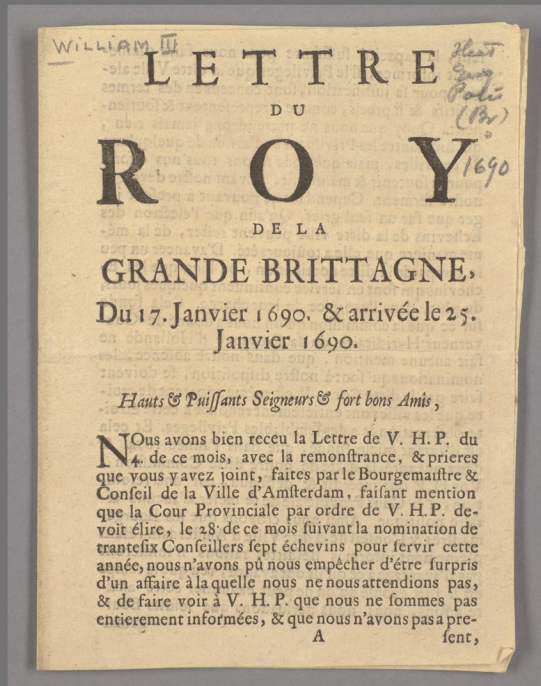 WILLIAM III
LETTRE
DU
ROY
1690
DE LA
GRANDE BRITTAGNE,
Du 17. Janvier 1690. & arrivée le 25.
Janvier 1690.
Hauts & Puiſſants Seigneurs & fort bons Amis,
NOus avons bien receu la Lettre de V. H. P. du
4. de ce mois, avec la remonſtrance, & prieres
que vous y avez joint, faites par le Bourgemaiſtre &
Conſeil de la Ville d'Amſterdam, faiſant mention
que la Cour Provinciale par ordre de V. H. P. de-
voit élire, le 28 de ce mois ſuivant la nomination de
tranteſix Conſeillers ſept échevins pour ſervir cette
année, nous n'avons pû nous empêcher d'étre ſurpris
d'un affaire à la quelle nous ne nous attendions pas,
& de faire voir à V. H. P. que nous ne ſommes pas
entierement informées, & que nous n'avons pas a pre-
A ſent,